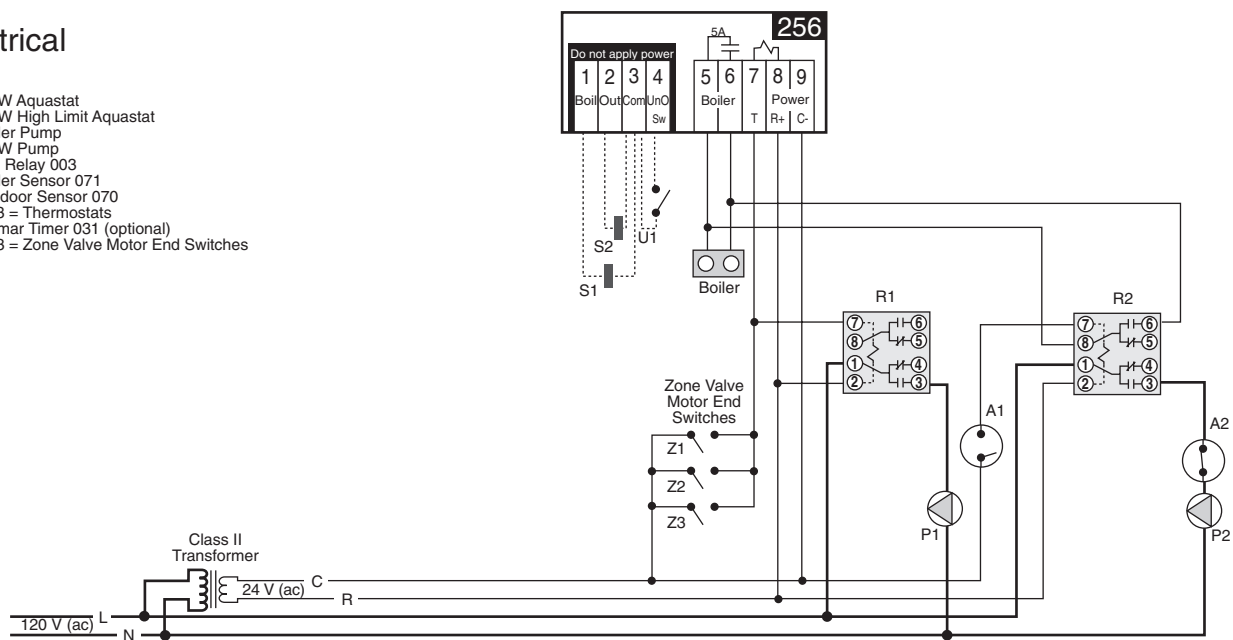 trical
W Aquastat
W High Limit Aquastat
er Pump
W Pump
Relay 003
er Sensor 071
door Sensor 070
3 = Thermostats
mar Timer 031 (optional)
3 = Zone Valve Motor End Switches
256
5A
Do not apply power
1 2 3 4 5 6 7 8 9
Boil Out Com UnO Boiler Power
Sw T R+ C-
S2 U1
S1
Boiler
R1
7 6
8 5
1 4
2 3
R2
7 6
8 5
1 4
2 3
Zone Valve
Motor End
Switches
Z1
Z2
Z3
A1
A2
P1
P2
Class II
Transformer
C
24 V (ac)
R
L
120 V (ac)
N